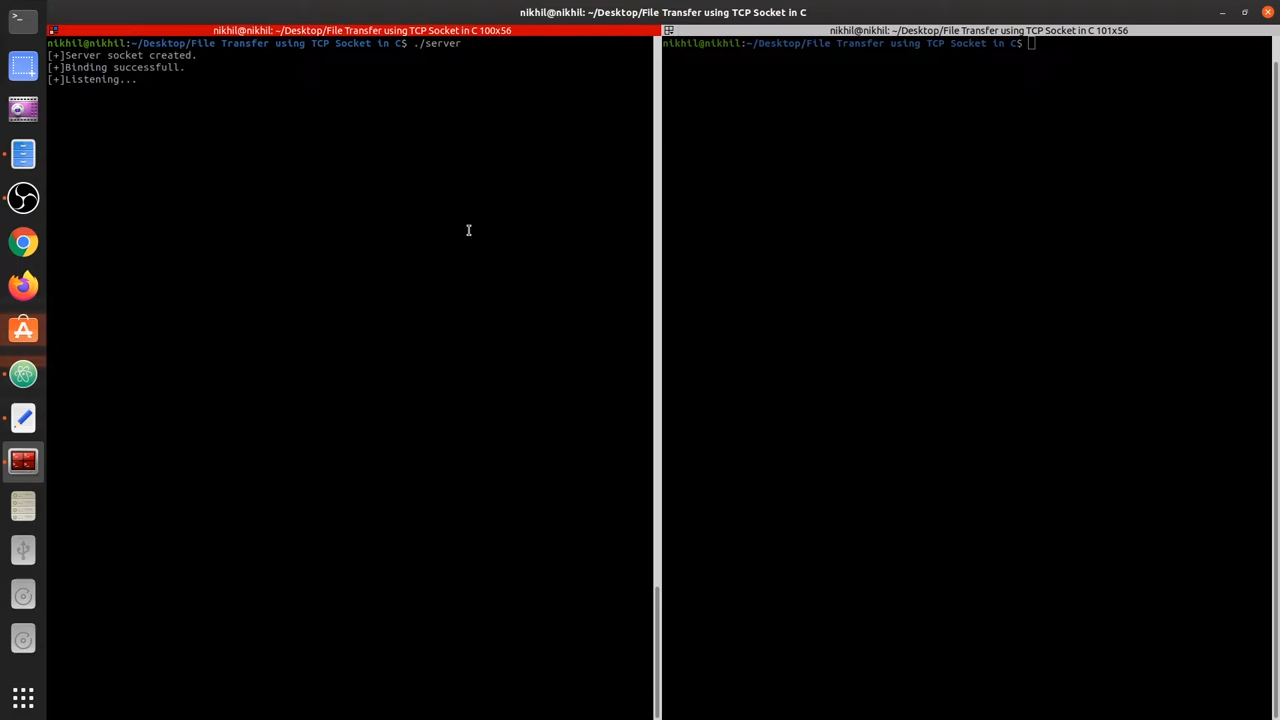 nikhil@nikhil: ~/Desktop/File Transfer using TCP Socket in C
nikhil@nikhil: ~/Desktop/File Transfer using TCP Socket in C 100x56
nikhil@nikhil:~/Desktop/File Transfer using TCP Socket in C$ ./server
[+]Server socket created.
[+]Binding successfull.
[+]Listening...
nikhil@nikhil: ~/Desktop/File Transfer using TCP Socket in C 101x56
nikhil@nikhil:~/Desktop/File Transfer using TCP Socket in C$